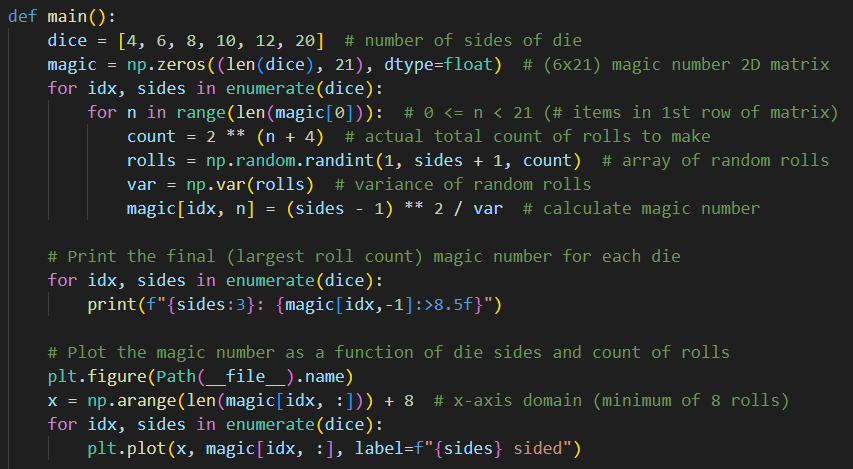 def main():
    dice = [4, 6, 8, 10, 12, 20]  # number of sides of die
    magic = np.zeros((len(dice), 21), dtype=float)  # (6x21) magic number 2D matrix
    for idx, sides in enumerate(dice):
        for n in range(len(magic[0])):  # 0 <= n < 21 (# items in 1st row of matrix)
            count = 2 ** (n + 4)  # actual total count of rolls to make
            rolls = np.random.randint(1, sides + 1, count)  # array of random rolls
            var = np.var(rolls)  # variance of random rolls
            magic[idx, n] = (sides - 1) ** 2 / var  # calculate magic number

    # Print the final (largest roll count) magic number for each die
    for idx, sides in enumerate(dice):
        print(f"{sides:3}: {magic[idx,-1]:>8.5f}")

    # Plot the magic number as a function of die sides and count of rolls
    plt.figure(Path(__file__).name)
    x = np.arange(len(magic[idx, :])) + 8  # x-axis domain (minimum of 8 rolls)
    for idx, sides in enumerate(dice):
        plt.plot(x, magic[idx, :], label=f"{sides} sided")